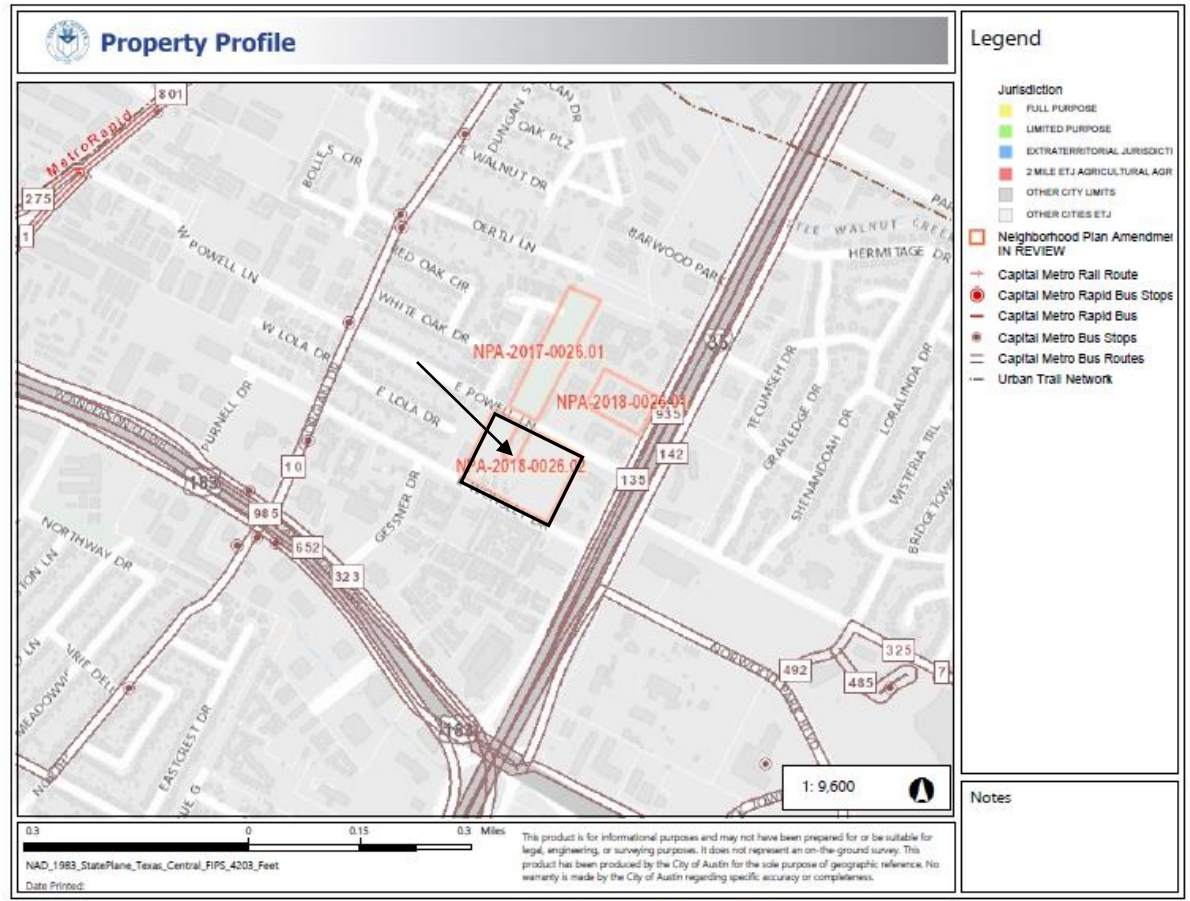 Property Profile
801
MetroRapid
275
1
BOLLES CIR
OAK PLZ
E WALNUT DR
OERTLI LN
W POWELL LN
RED OAK CIR
WHITE OAK DR
BARWOOD PARK
WALNUT CREEK
HERMITAGE DR
35
W LOLA DR
NPA-2017-0026.01
PURNELL DR
E LOLA DR
E POWELL LN
NPA-2018-0026.01
935
TECUMSEH DR
GRAYLEDGE DR
SHENANDOAH DR
LORALINDA DR
WISTERIA TRL
10
NPA-2018-0026.02
142
135
183
985
GESSNER DR
652
323
NORTHWAY DR
NORWOOD PARK BLVD
492
325
485
7
EASTCREST DR
183
1: 9,600
Legend
Jurisdiction
FULL PURPOSE
LIMITED PURPOSE
EXTRATERRITORIAL JURISDICTI
2 MILE ETJ AGRICULTURAL AGR
OTHER CITY LIMITS
OTHER CITIES ETJ
Neighborhood Plan Amendmer
IN REVIEW
Capital Metro Rail Route
Capital Metro Rapid Bus Stops
Capital Metro Rapid Bus
Capital Metro Bus Stops
Capital Metro Bus Routes
Urban Trail Network
Notes
0.3 0 0.15 0.3 Miles
NAD_1983_StatePlane_Texas_Central_FIPS_4203_Feet
Date Printed:
This product is for informational purposes and may not have been prepared for or be suitable for
legal, engineering, or surveying purposes. It does not represent an on-the-ground survey. This
product has been produced by the City of Austin for the sole purpose of geographic reference. No
warranty is made by the City of Austin regarding specific accuracy or completeness.